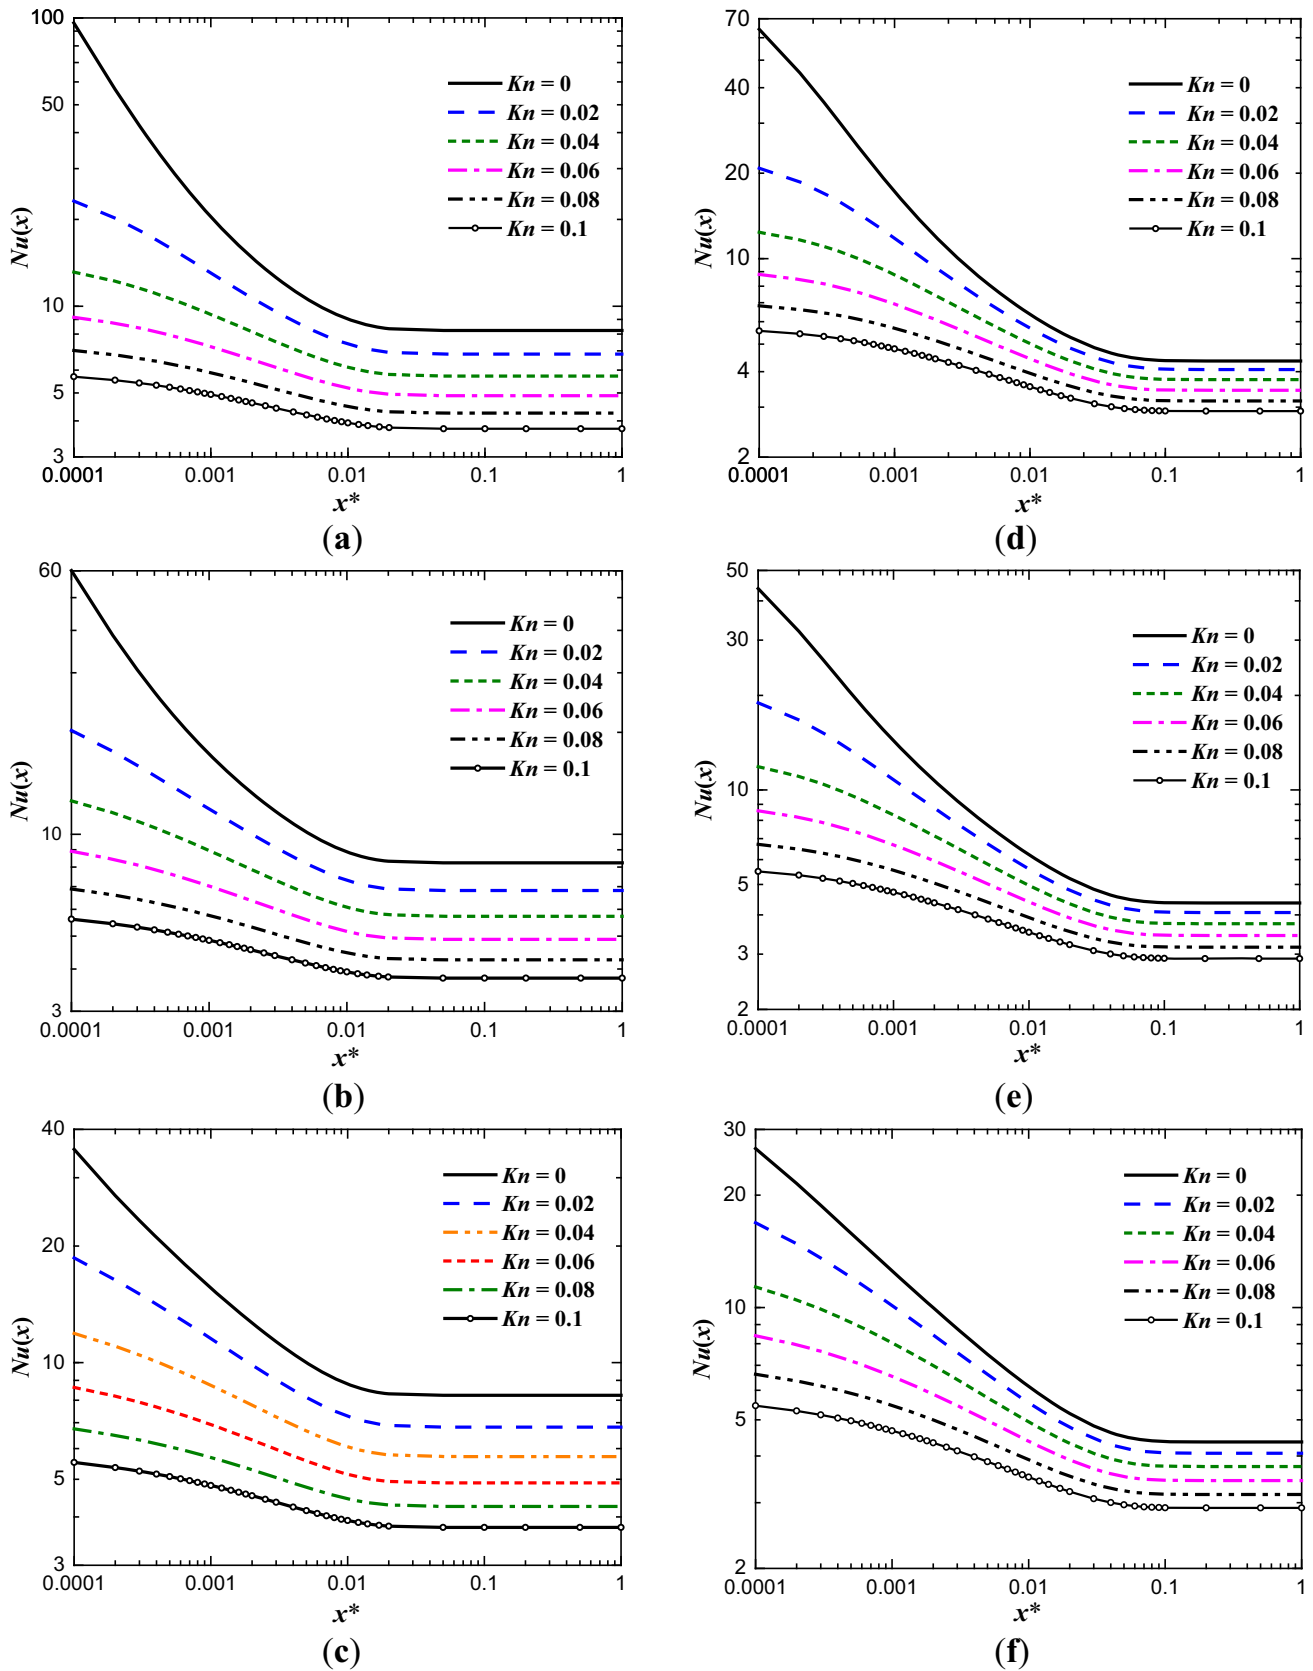 100
50
10
5
3
Nu(x)
Kn = 0
Kn = 0.02
Kn = 0.04
Kn = 0.06
Kn = 0.08
Kn = 0.1
0.0001 0.001 0.01 0.1 1
x*
(a)
70
40
20
10
4
2
Nu(x)
Kn = 0
Kn = 0.02
Kn = 0.04
Kn = 0.06
Kn = 0.08
Kn = 0.1
0.0001 0.001 0.01 0.1 1
x*
(d)
60
10
3
Nu(x)
Kn = 0
Kn = 0.02
Kn = 0.04
Kn = 0.06
Kn = 0.08
Kn = 0.1
0.0001 0.001 0.01 0.1 1
x*
(b)
50
30
10
5
3
2
Nu(x)
Kn = 0
Kn = 0.02
Kn = 0.04
Kn = 0.06
Kn = 0.08
Kn = 0.1
0.0001 0.001 0.01 0.1 1
x*
(e)
40
20
10
5
3
Nu(x)
Kn = 0
Kn = 0.02
Kn = 0.04
Kn = 0.06
Kn = 0.08
Kn = 0.1
0.0001 0.001 0.01 0.1 1
x*
(c)
30
20
10
5
2
Nu(x)
Kn = 0
Kn = 0.02
Kn = 0.04
Kn = 0.06
Kn = 0.08
Kn = 0.1
0.0001 0.001 0.01 0.1 1
x*
(f)